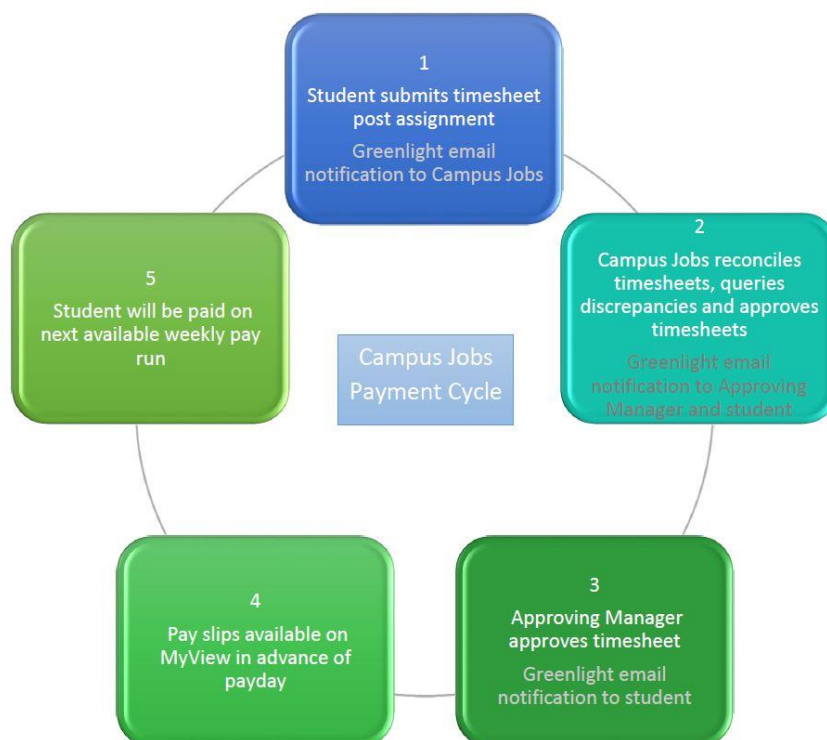 1
Student submits timesheet
post assignment
Greenlight email
notification to Campus Jobs
2
Campus Jobs reconciles
timesheets, queries
discrepancies and approves
timesheets
Greenlight email
notification to Approving
Manager and student
3
Approving Manager
approves timesheet
Greenlight email
notification to student
4
Pay slips available on
MyView in advance of
payday
5
Student will be paid on
next available weekly pay
run
Campus Jobs
Payment Cycle